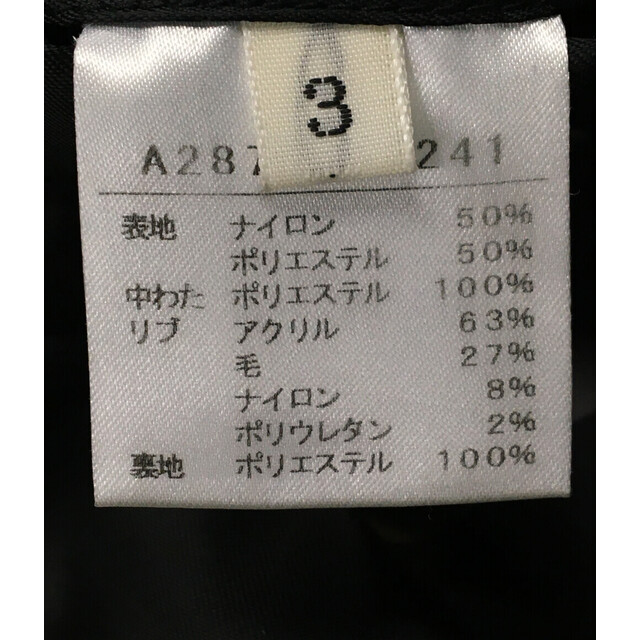 3
A287 241
表地 ナイロン 50%
ポリエステル 50%
中わた ポリエステル 100%
リブ アクリル 63%
毛 27%
ナイロン 8%
ポリウレタン 2%
裏地 ポリエステル 100%